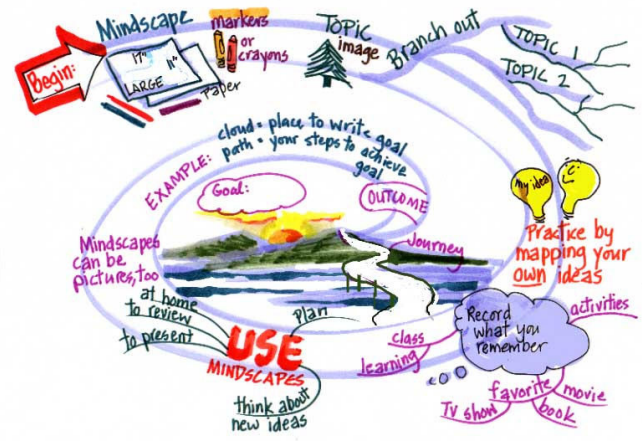 Begin:
Mindscape
17"
11"
LARGE
Paper
markers
or
crayons
TOPIC
image
Branch out
TOPIC 1
TOPIC 2
my idea
Practice by
mapping your
own ideas
Record
what you
remember
activities
favorite
movie
book
TV show
class
learning
USE
MINDSCAPES
Plan
at home
to review
to present
think about
new ideas
Mindscapes
can be
pictures, too
EXAMPLE:
cloud = place to write goal
path = your steps to achieve
goal
Goal:
OUTCOME
Journey